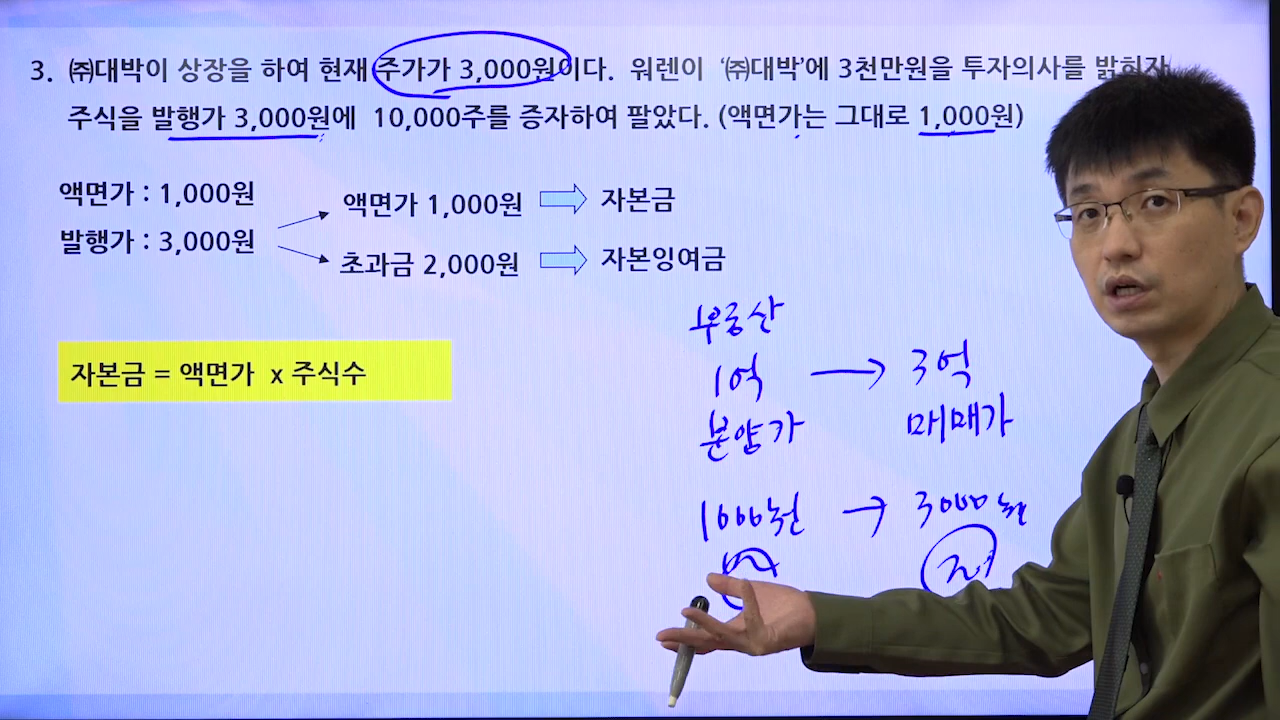 3. ㈜대박이 상장을 하여 현재 주가가 3,000원이다. 워렌이 '㈜대박'에 3천만원을 투자의사를 밝히자
주식을 발행가 3,000원에 10,000주를 증자하여 팔았다. (액면가는 그대로 1,000원)
액면가 : 1,000원
발행가 : 3,000원
액면가 1,000원
자본금
초과금 2,000원
자본잉여금
자본금 = 액면가 x 주식수
부동산
1억 → 3억
분양가 매매가
1000원 → 3000원